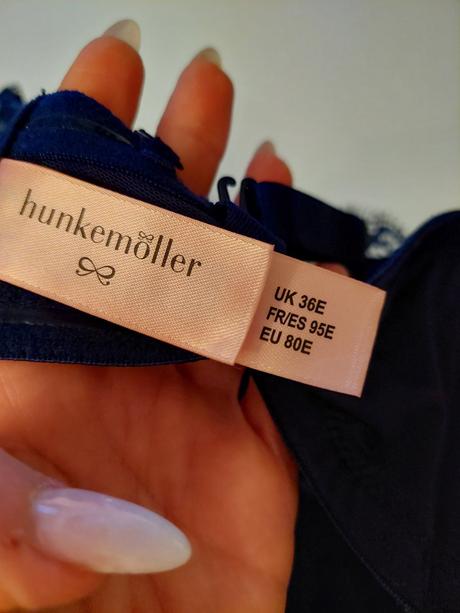 hunkemöller
UK 36E
FR/ES 95E
EU 80E